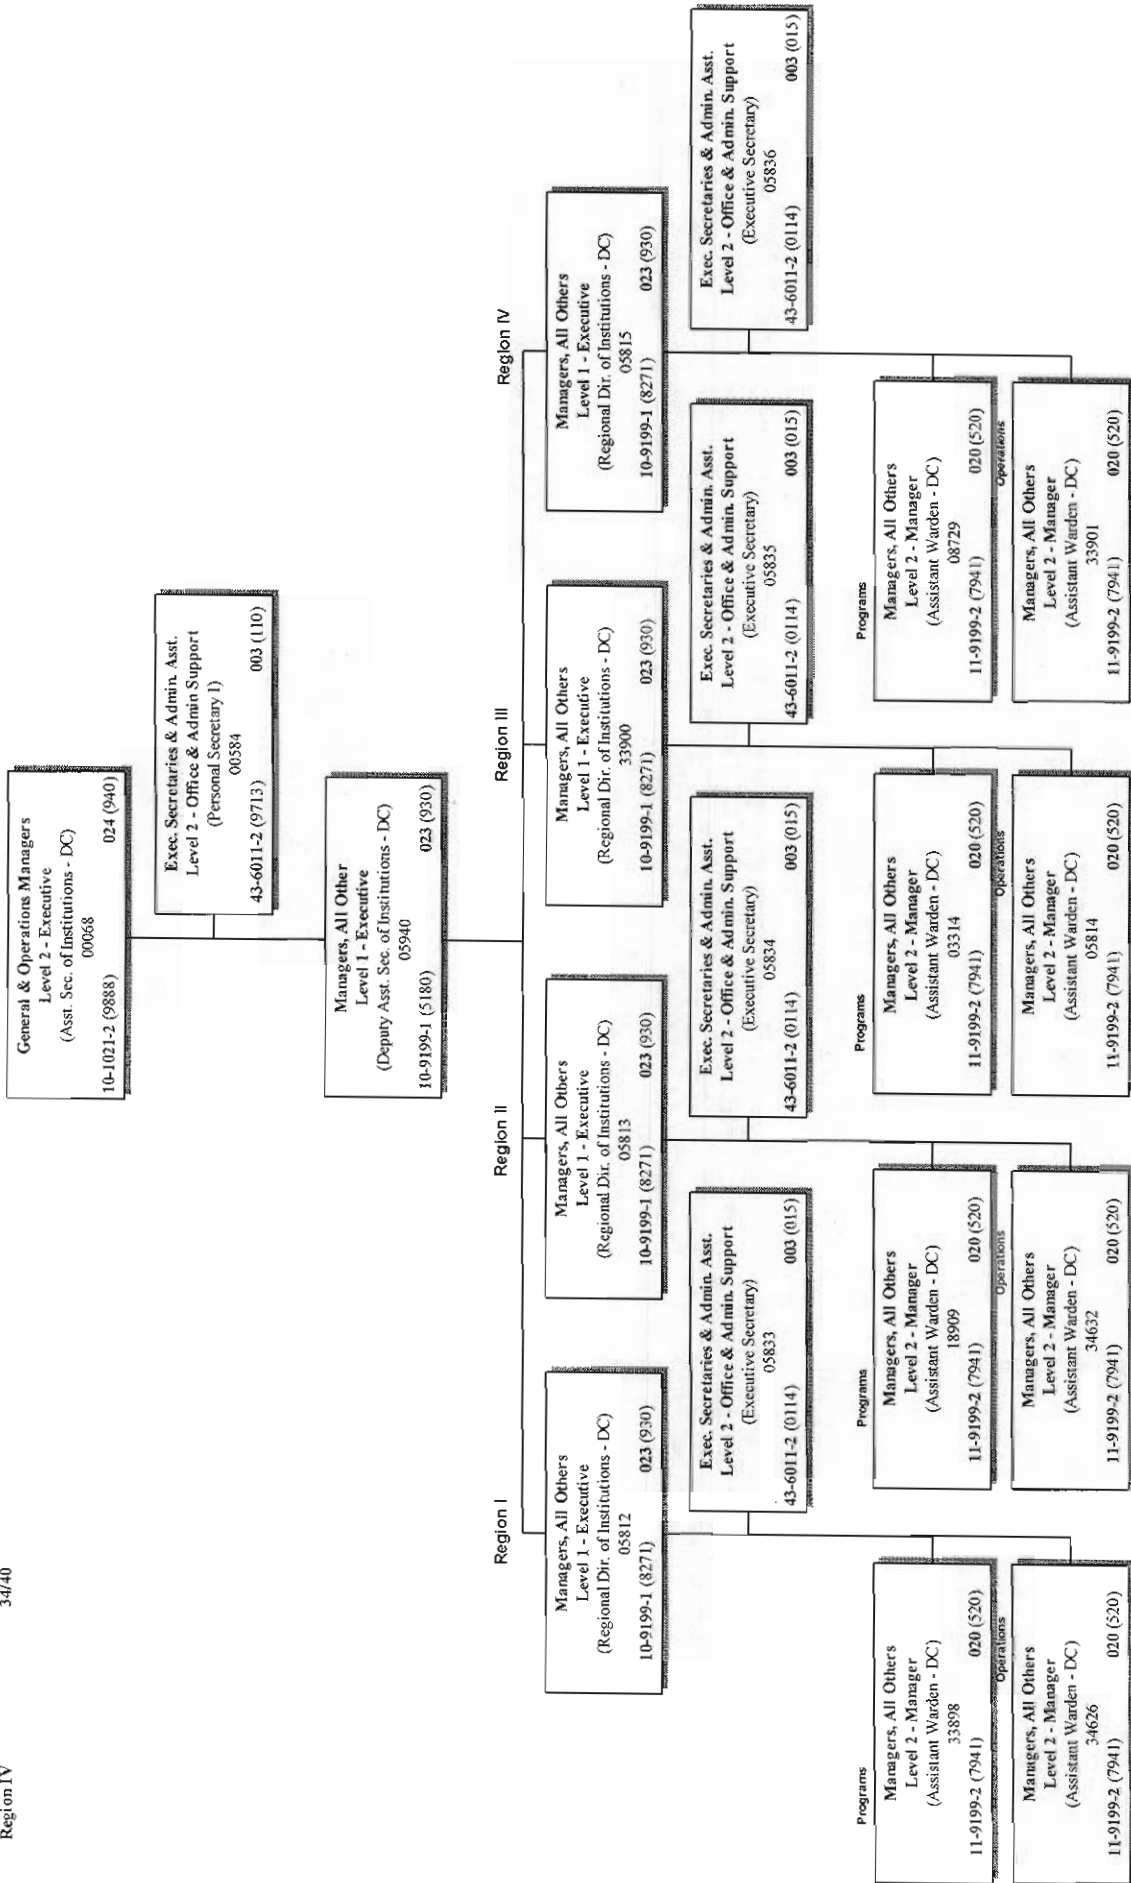 Region IV 34/40
General & Operations Managers
Level 2 - Executive
(Asst. Sec. of Institutions - DC)
00068
10-1021-2 (9888) 024 (940)
Exec. Secretaries & Admin. Asst.
Level 2 - Office & Admin Support
(Personal Secretary I)
00584
43-6011-2 (9713) 003 (110)
Managers, All Other
Level 1 - Executive
(Deputy Asst. Sec. of Institutions - DC)
05940
10-9199-1 (5180) 023 (930)
Region I
Managers, All Others
Level 1 - Executive
(Regional Dir. of Institutions - DC)
05812
10-9199-1 (8271) 023 (930)
Exec. Secretaries & Admin. Asst.
Level 2 - Office & Admin. Support
(Executive Secretary)
05833
43-6011-2 (0114) 003 (015)
Programs
Managers, All Others
Level 2 - Manager
(Assistant Warden - DC)
33898
11-9199-2 (7941) 020 (520)
Operations
Managers, All Others
Level 2 - Manager
(Assistant Warden - DC)
34626
11-9199-2 (7941) 020 (520)
Region II
Managers, All Others
Level 1 - Executive
(Regional Dir. of Institutions - DC)
05813
10-9199-1 (8271) 023 (930)
Exec. Secretaries & Admin. Asst.
Level 2 - Office & Admin. Support
(Executive Secretary)
05834
43-6011-2 (0114) 003 (015)
Programs
Managers, All Others
Level 2 - Manager
(Assistant Warden - DC)
18909
11-9199-2 (7941) 020 (520)
Operations
Managers, All Others
Level 2 - Manager
(Assistant Warden - DC)
34632
11-9199-2 (7941) 020 (520)
Region III
Managers, All Others
Level 1 - Executive
(Regional Dir. of Institutions - DC)
33900
10-9199-1 (8271) 023 (930)
Exec. Secretaries & Admin. Asst.
Level 2 - Office & Admin. Support
(Executive Secretary)
05835
43-6011-2 (0114) 003 (015)
Programs
Managers, All Others
Level 2 - Manager
(Assistant Warden - DC)
03314
11-9199-2 (7941) 020 (520)
Operations
Managers, All Others
Level 2 - Manager
(Assistant Warden - DC)
05814
11-9199-2 (7941) 020 (520)
Region IV
Managers, All Others
Level 1 - Executive
(Regional Dir. of Institutions - DC)
05815
10-9199-1 (8271) 023 (930)
Exec. Secretaries & Admin. Asst.
Level 2 - Office & Admin. Support
(Executive Secretary)
05836
43-6011-2 (0114) 003 (015)
Programs
Managers, All Others
Level 2 - Manager
(Assistant Warden - DC)
08729
11-9199-2 (7941) 020 (520)
Operations
Managers, All Others
Level 2 - Manager
(Assistant Warden - DC)
33901
11-9199-2 (7941) 020 (520)